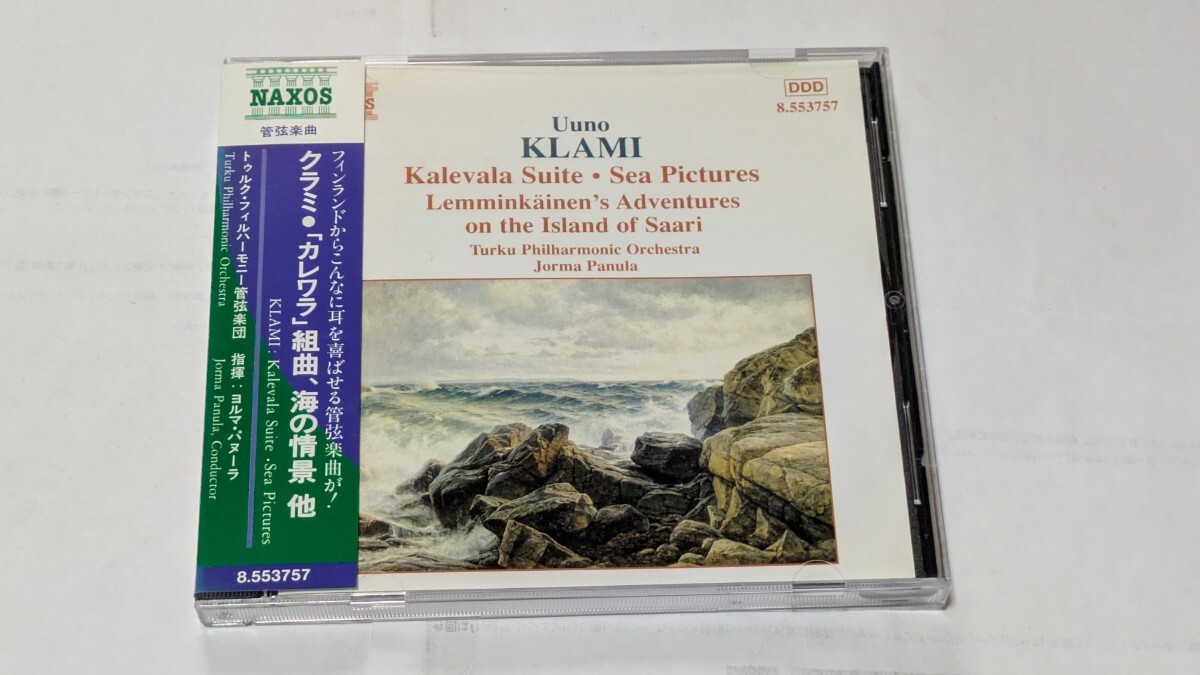 NAXOS
管弦楽曲
フィンランドからこんなに耳を喜ばせる管弦楽曲が!
クラミ●「カレワラ」組曲、海の情景 他
KLAMI: Kalevala Suite・Sea Pictures
トゥルク・フィルハーモニー管弦楽団 指揮:ヨルマ・パヌーラ
Turku Philharmonic Orchestra Jorma Panula, Conductor
8.553757
DDD
8.553757
Uuno
KLAMI
Kalevala Suite • Sea Pictures
Lemminkäinen's Adventures
on the Island of Saari
Turku Philharmonic Orchestra
Jorma Panula